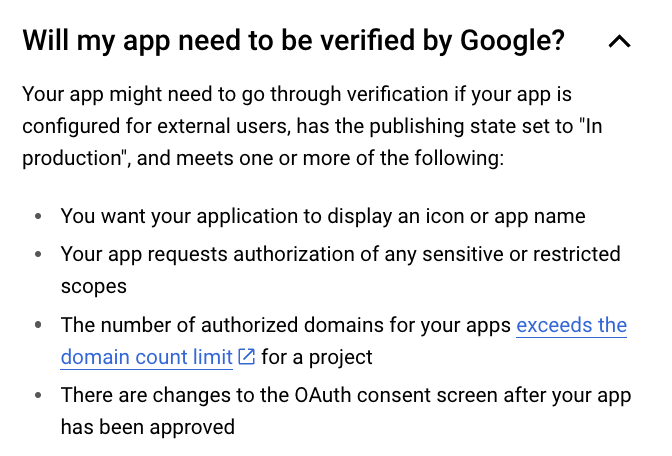 Will my app need to be verified by Google?
Your app might need to go through verification if your app is
configured for external users, has the publishing state set to "In
production", and meets one or more of the following:
• You want your application to display an icon or app name
• Your app requests authorization of any sensitive or restricted
scopes
• The number of authorized domains for your apps exceeds the
domain count limit for a project
• There are changes to the OAuth consent screen after your app
has been approved